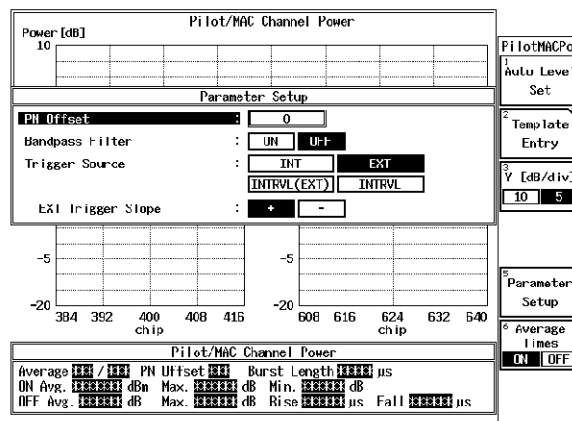 Pilot/MAC Channel Power
Power [dB]
10
Parameter Setup
PN Offset : 0
Bandpass Filter : ON OFF
Trigger Source : INT EXT
INTRVL(EXT) INTRVL
EXT Trigger Slope : + -
-5 -5
-20 -20
384 392 400 408 416 608 616 624 632 640
chip chip
Pilot/MAC Channel Power
Average / PN Offset Burst Length µs
ON Avg. dBm Max. dB Min. dB
OFF Avg. dB Max. dB Rise µs Fall µs
PilotMACPo
1
Auto Level
Set
2
Template
Entry
3
Y [dB/div]
10 5
5
Parameter
Setup
6 Average
Times
ON OFF